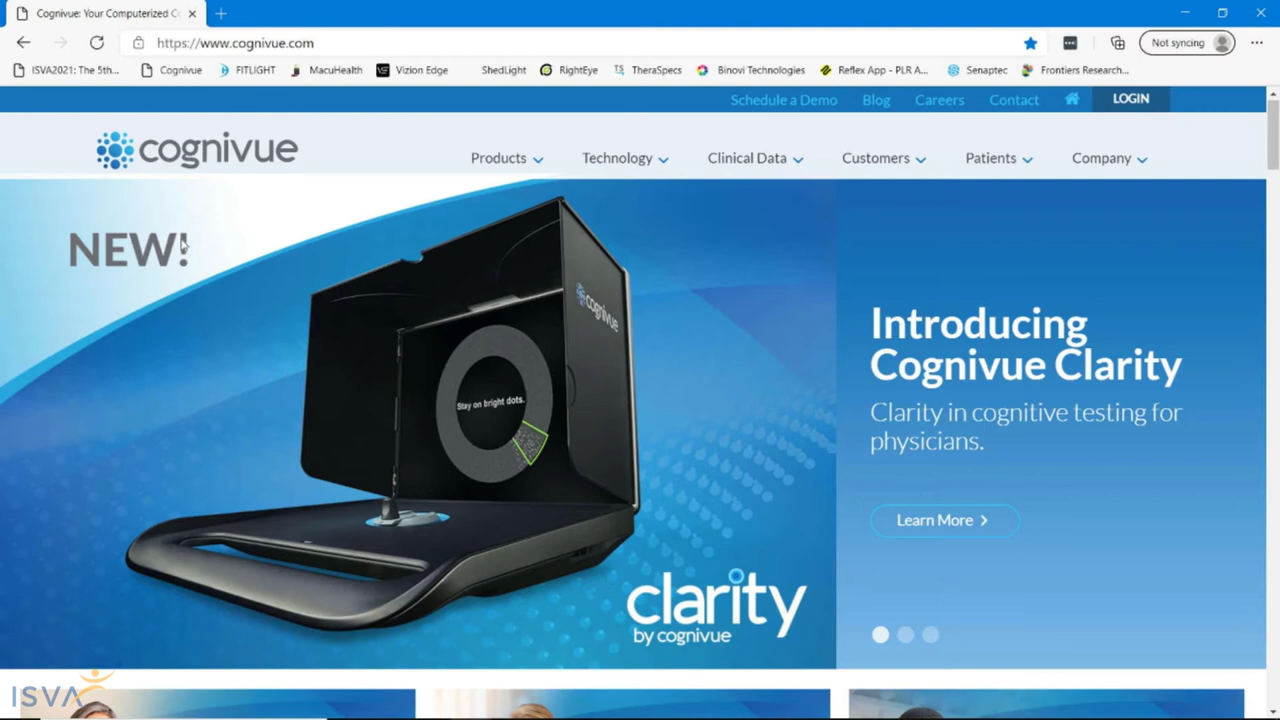 Cognivue: Your Computerized Co
https://www.cognivue.com
Not syncing
ISVA2021: The 5th...
Cognivue
FITLIGHT
MacuHealth
Vizion Edge
ShedLight
RightEye
TS
TheraSpecs
Binovi Technologies
Reflex App - PLR A...
Senaptec
Frontiers Research...
Schedule a Demo
Blog
Careers
Contact
LOGIN
cognivue
Products
Technology
Clinical Data
Customers
Patients
Company
NEW!
cognivue
Stay on bright dots.
Introducing
Cognivue Clarity
Clarity in cognitive testing for
physicians.
Learn More
clarity
by cognivue
ISVA